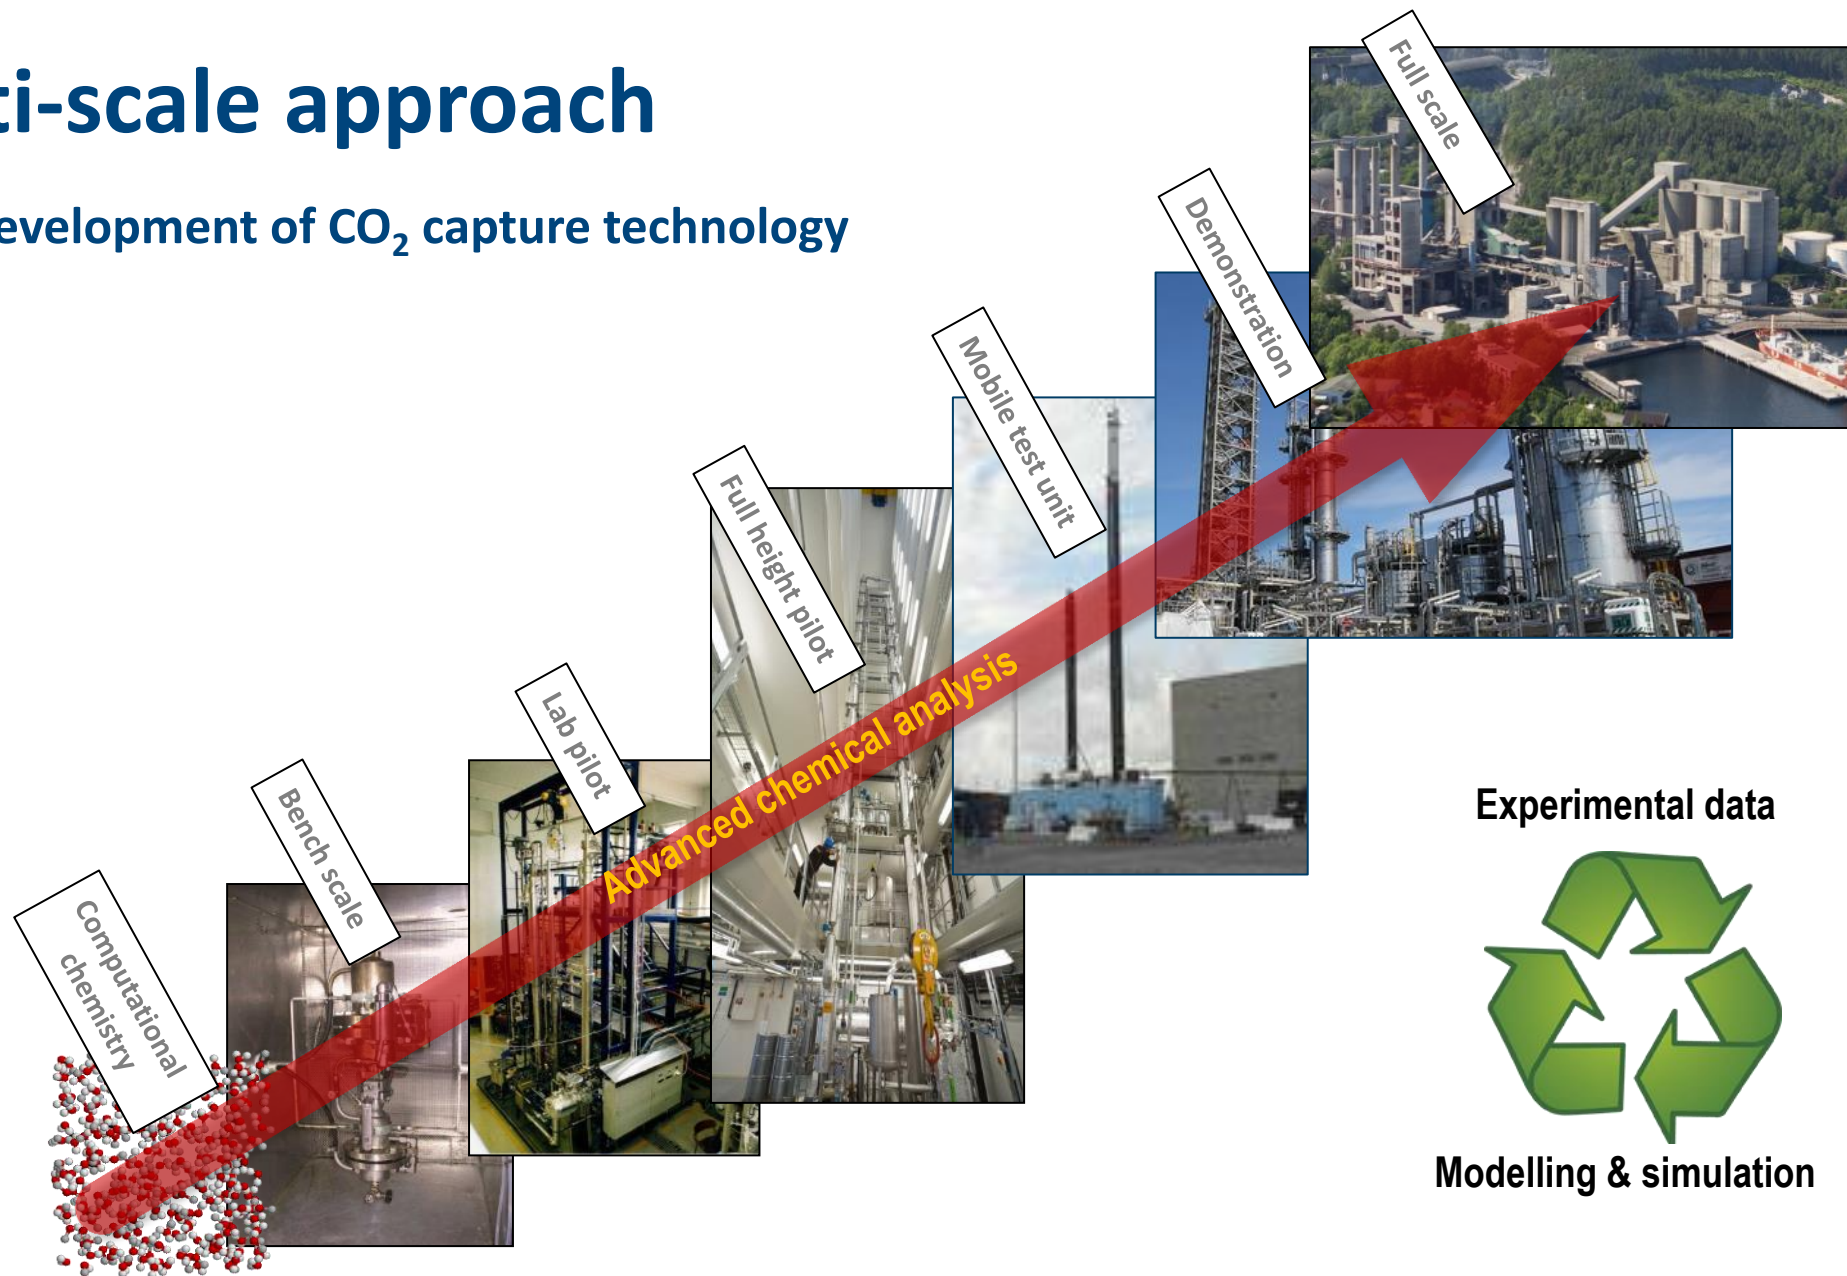 ti-scale approach
evelopment of CO₂ capture technology
Full scale
Demonstration
Mobile test unit
Full height pilot
Lab pilot
Bench scale
Computational
chemistry
Advanced chemical analysis
Experimental data
Modelling & simulation